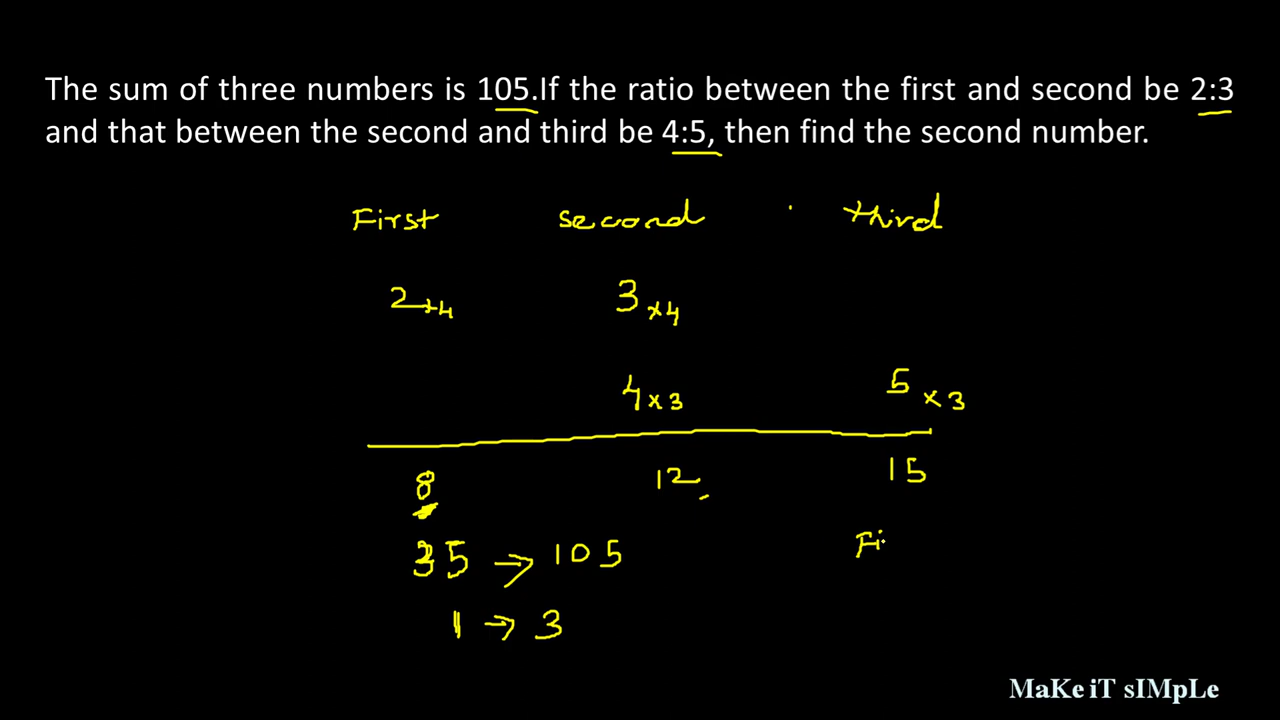 The sum of three numbers is 105.If the ratio between the first and second be 2:3
and that between the second and third be 4:5, then find the second number.
First second third
2×4 3×4
4×3 5×3
8 12 15
35 → 105 Fi
1 → 3
MaKe iT sIMpLe